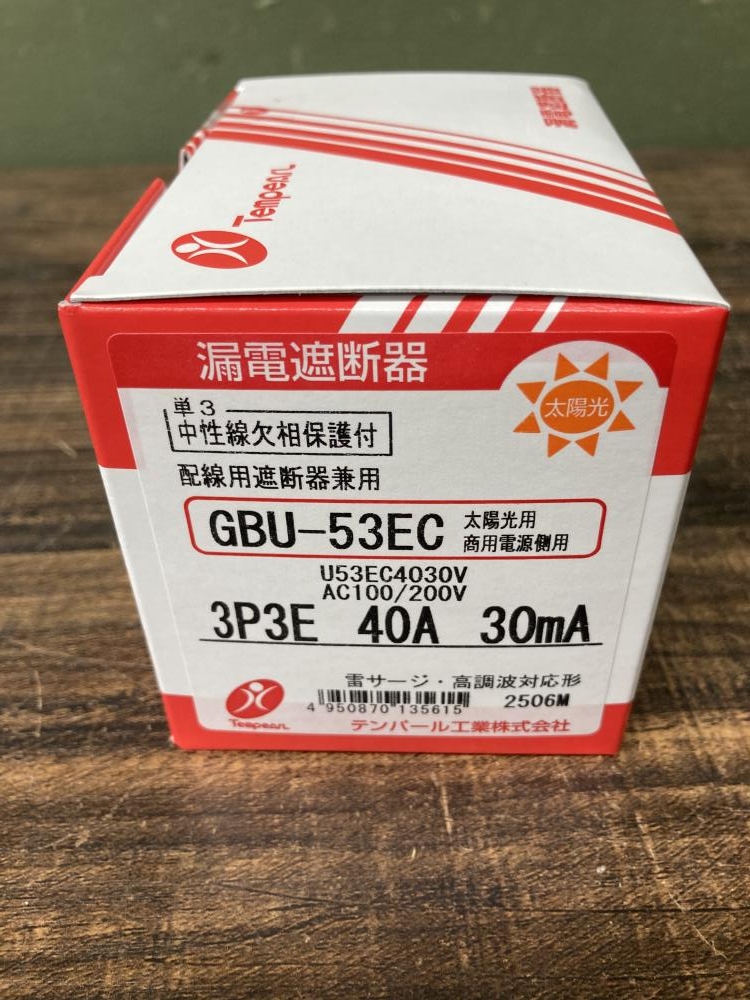 Tempearl
漏電遮断器
太陽光
単3
中性線欠相保護付
配線用遮断器兼用
GBU-53EC
太陽光用
商用電源側用
U53EC4030V
AC100/200V
3P3E 40A 30mA
雷サージ・高調波対応形
4 950870 135615
2506M
Tempearl
テンパール工業株式会社